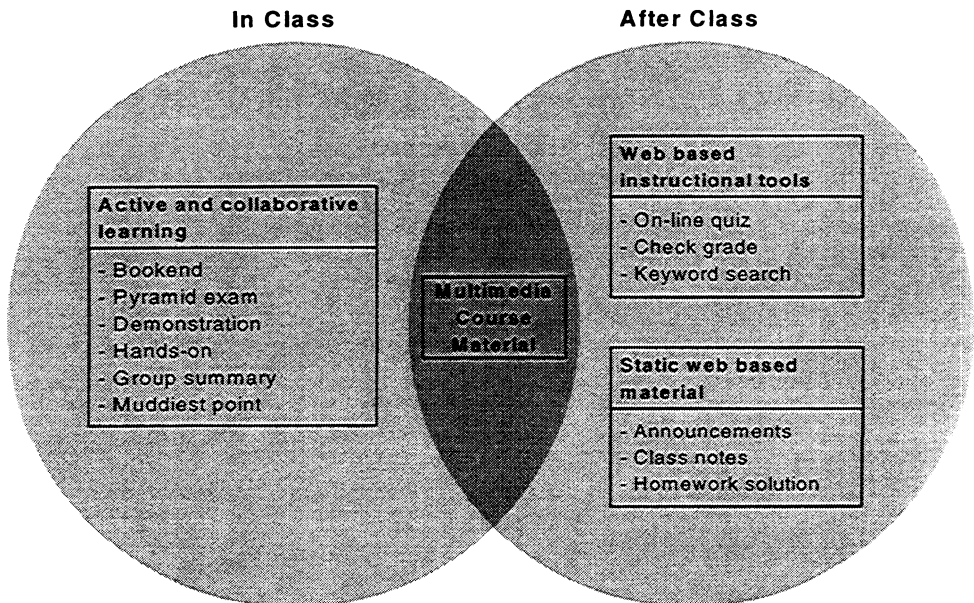 In Class
After Class
Active and collaborative
learning
- Bookend
- Pyramid exam
- Demonstration
- Hands-on
- Group summary
- Muddiest point
Multimedia
Course
Material
Web based
instructional tools
- On-line quiz
- Check grade
- Keyword search
Static web based
material
- Announcements
- Class notes
- Homework solution